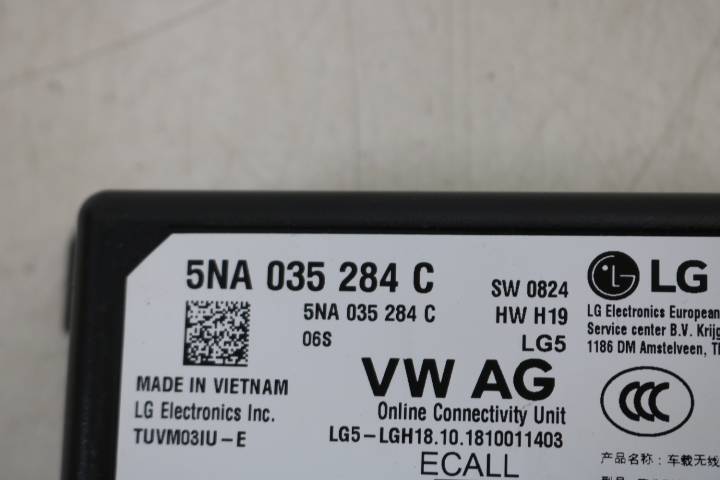 5NA 035 284 C
5NA 035 284 C
06S
SW 0824
HW H19
LG5
LG
LG Electronics European
Service center B.V. Krijg
1186 DM Amstelveen, T
MADE IN VIETNAM
LG Electronics Inc.
TUVM03IU-E
VW AG
Online Connectivity Unit
LG5-LGH18.10.1810011403
ECALL
CCC
产品名称: 车载无线